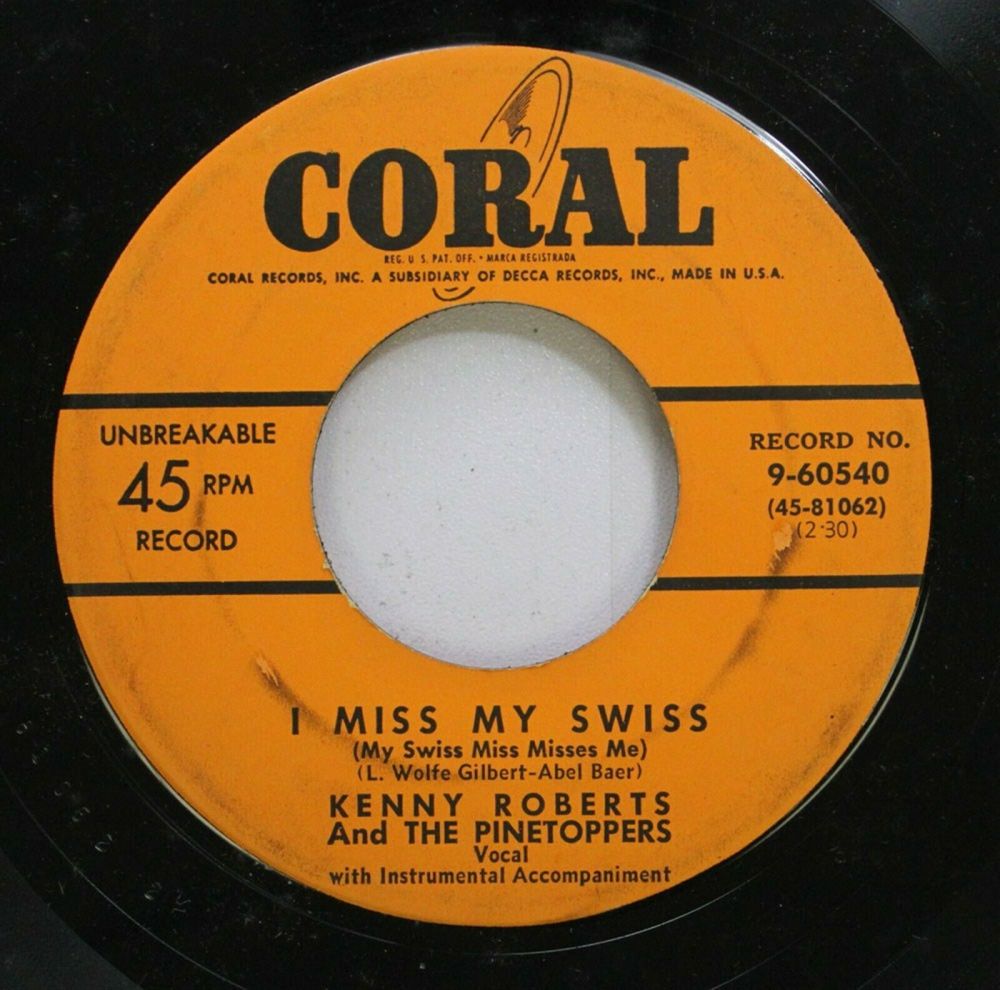 CORAL
REG. U S. PAT. OFF. • MARCA REGISTRADA
CORAL RECORDS, INC. A SUBSIDIARY OF DECCA RECORDS, INC., MADE IN U.S.A.
UNBREAKABLE
45 RPM
RECORD
RECORD NO.
9-60540
(45-81062)
(2·30)
I MISS MY SWISS
(My Swiss Miss Misses Me)
(L. Wolfe Gilbert-Abel Baer)
KENNY ROBERTS
And THE PINETOPPERS
Vocal
with Instrumental Accompaniment